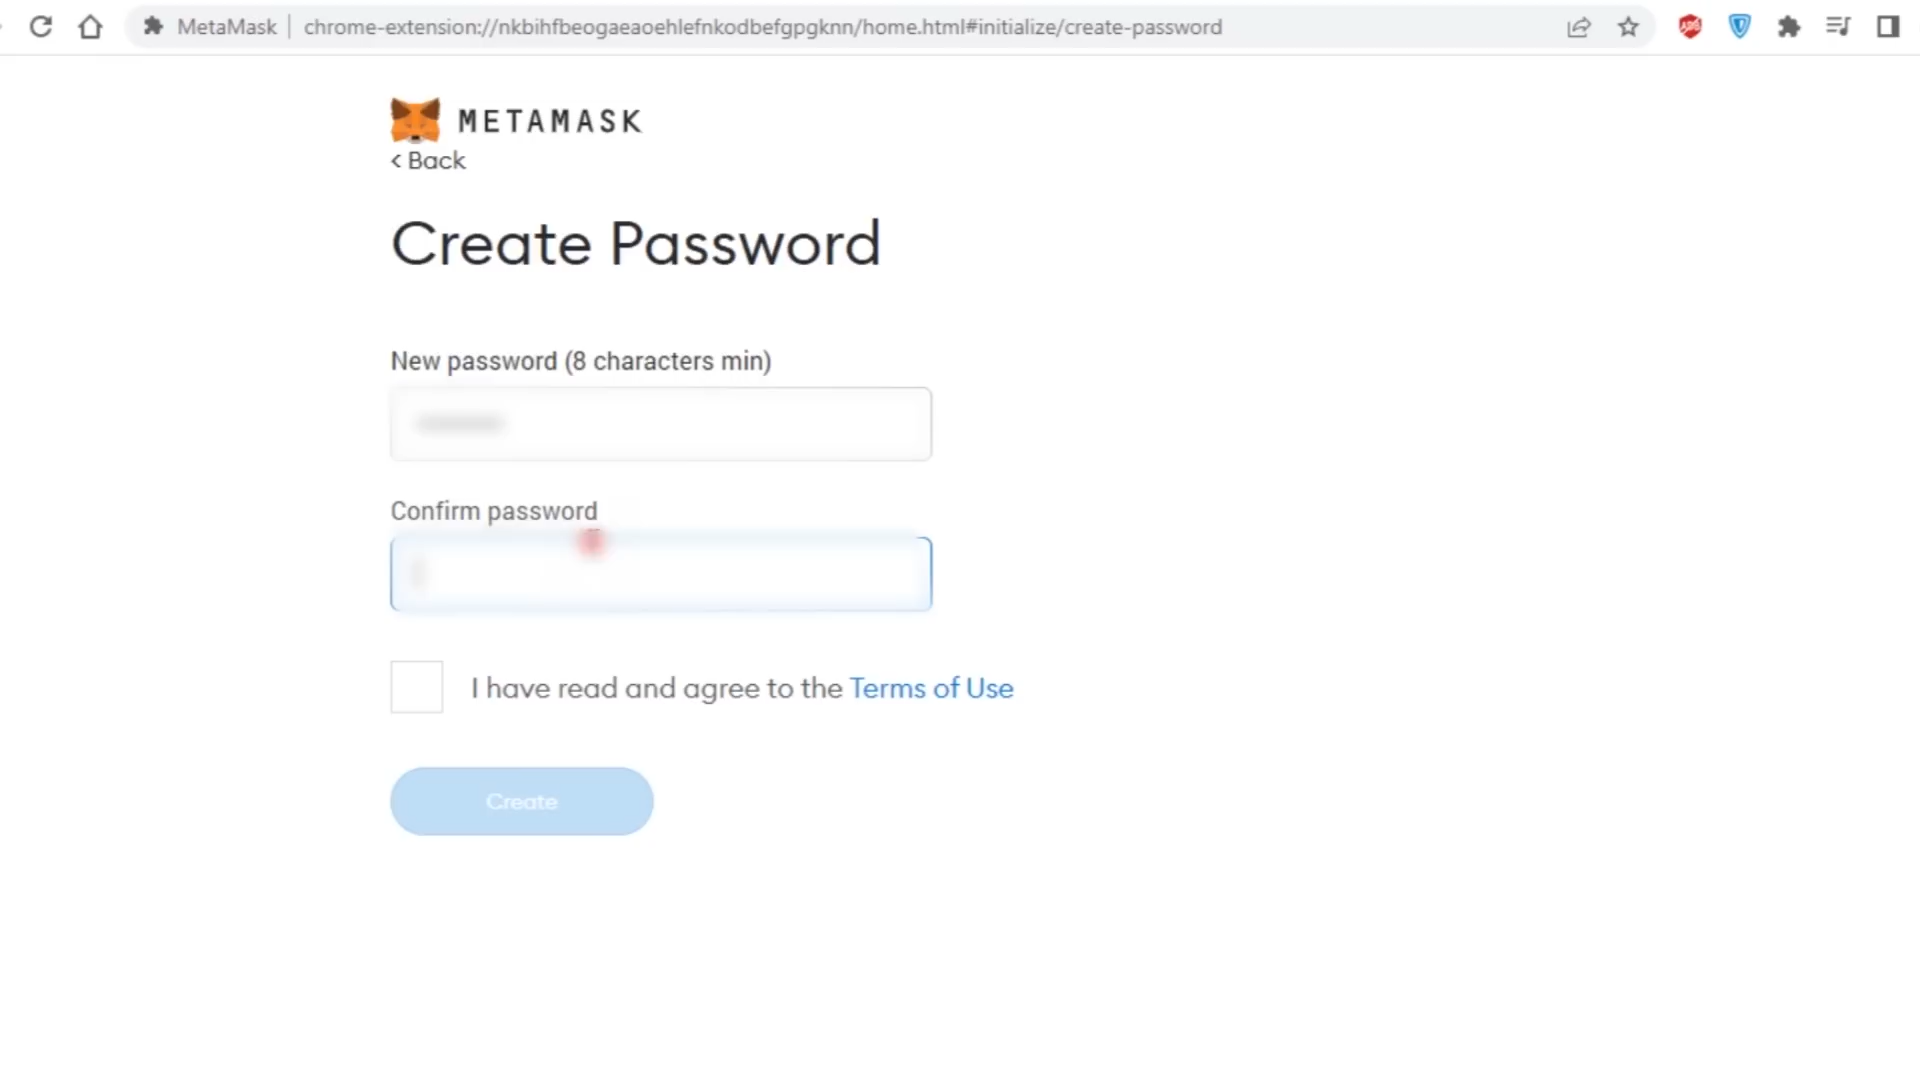 MetaMask chrome-extension://nkbihfbeogaeaoehlefnkodbefgpgknn/home.html#initialize/create-password
METAMASK
< Back
Create Password
New password (8 characters min)
Confirm password
I have read and agree to the Terms of Use
Create